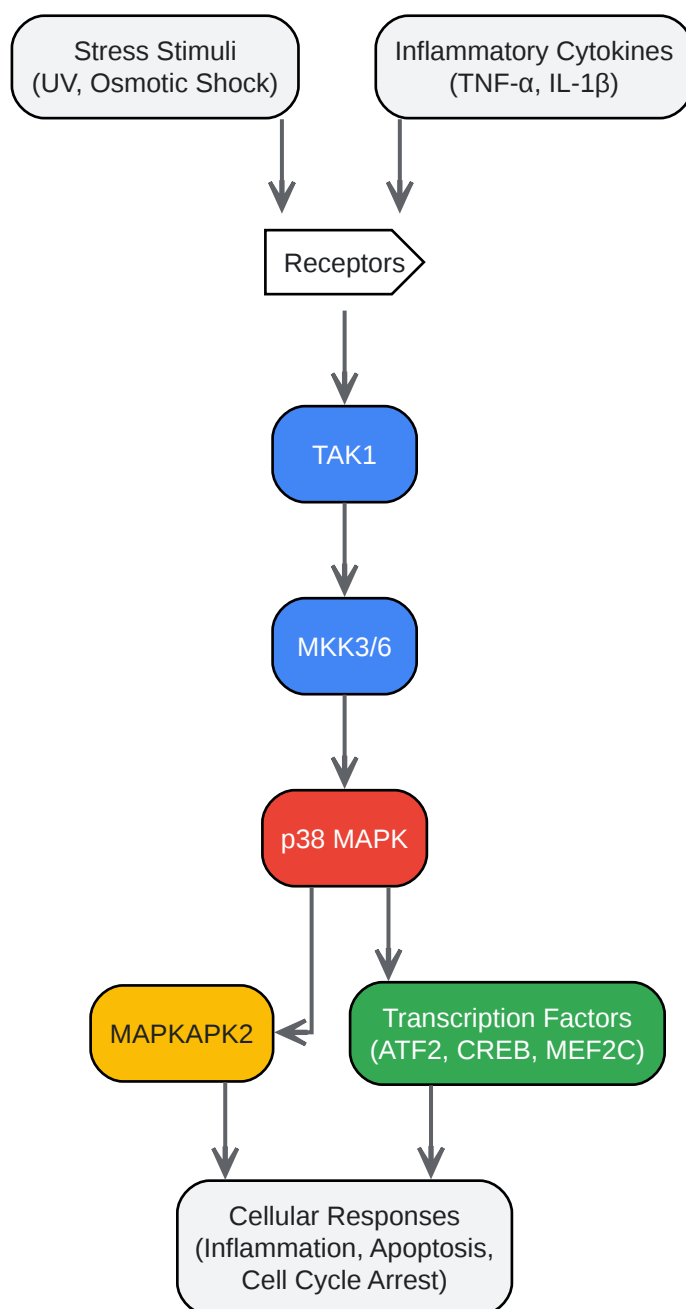 Stress Stimuli
(UV, Osmotic Shock)
Inflammatory Cytokines
(TNF-α, IL-1β)
Receptors
TAK1
MKK3/6
p38 MAPK
MAPKAPK2
Transcription Factors
(ATF2, CREB, MEF2C)
Cellular Responses
(Inflammation, Apoptosis,
Cell Cycle Arrest)